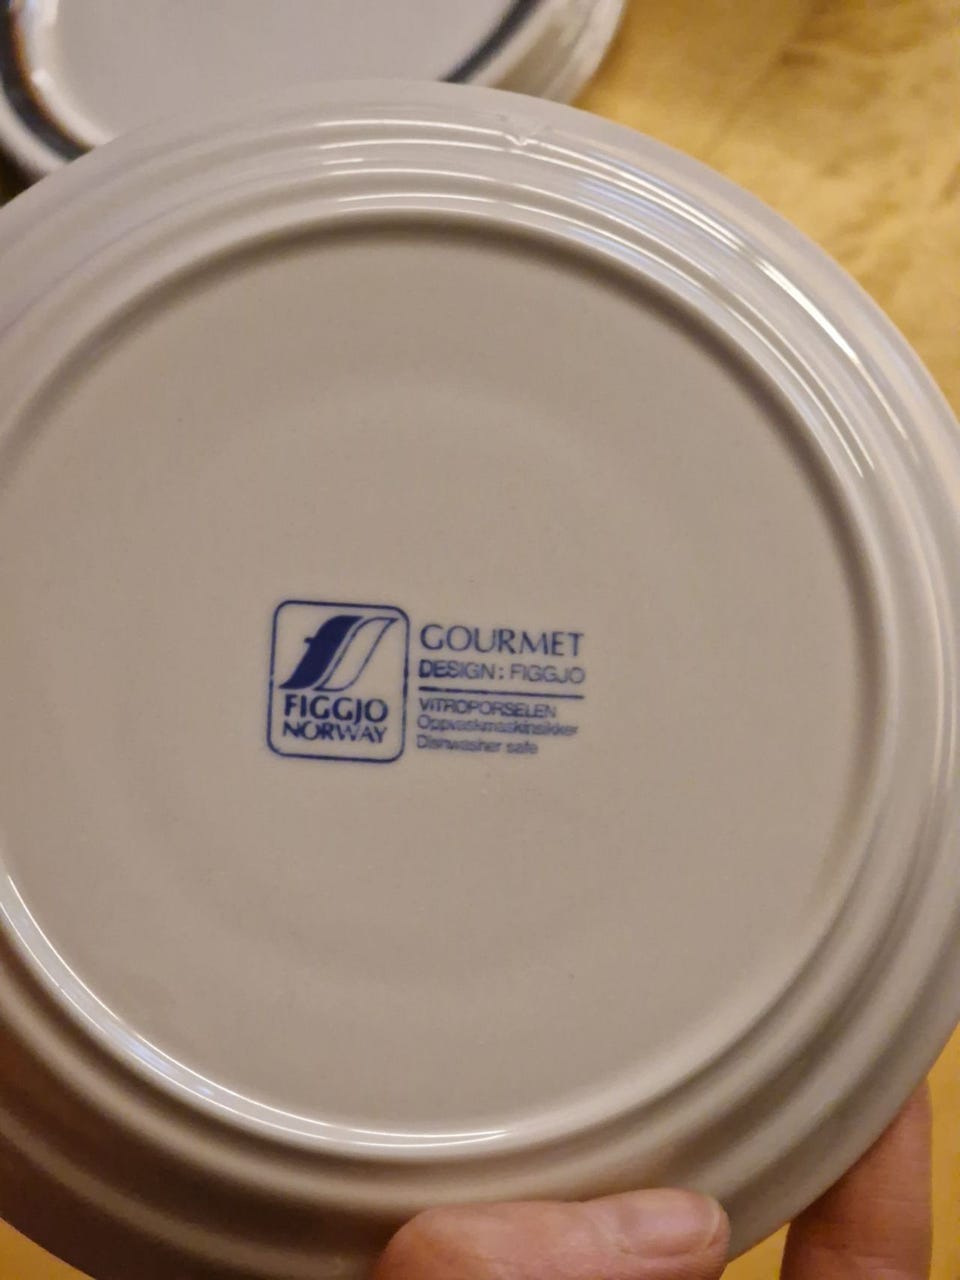 FIGGJO
NORWAY
GOURMET
DESIGN: FIGGJO
VITROPORSELEN
Oppvaskmaskinsikker
Dishwasher safe